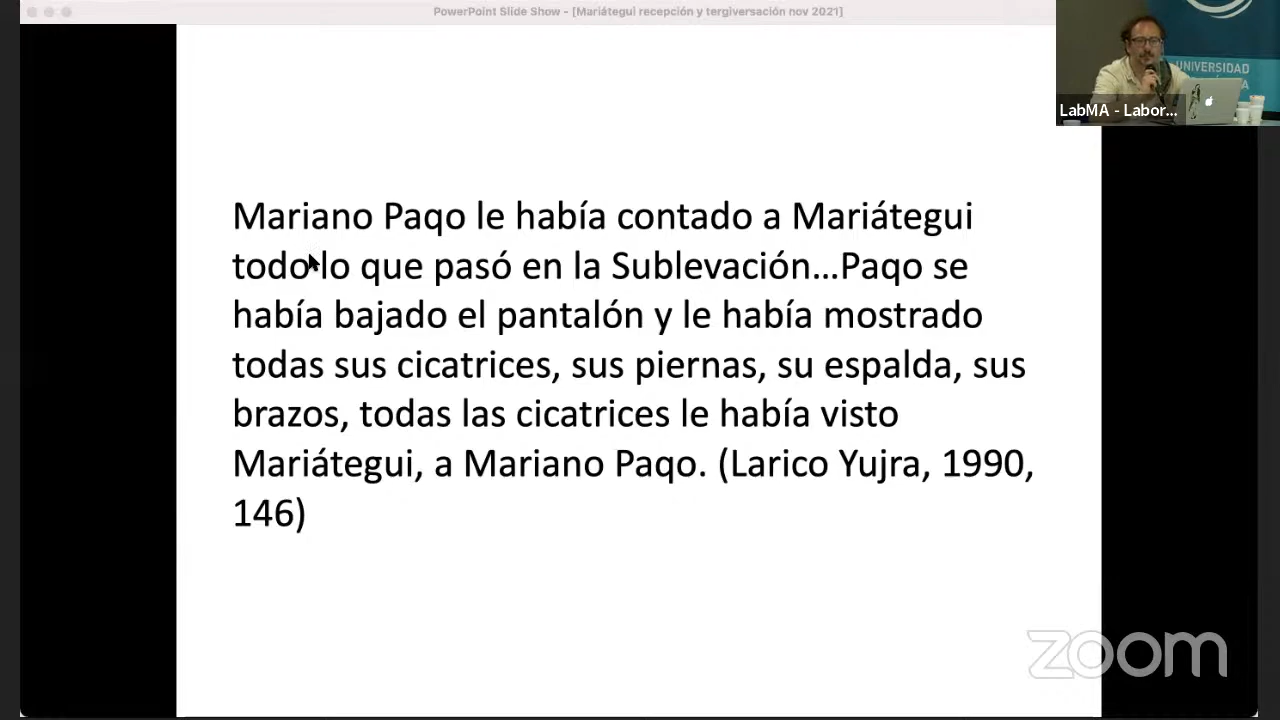 PowerPoint Slide Show - [Mariátegui recepción y tergiversación nov 2021]
UNIVERSIDAD
LabMA - Labor...
Mariano Paqo le había contado a Mariátegui
todo lo que pasó en la Sublevación...Paqo se
había bajado el pantalón y le había mostrado
todas sus cicatrices, sus piernas, su espalda, sus
brazos, todas las cicatrices le había visto
Mariátegui, a Mariano Paqo. (Larico Yujra, 1990,
146)
zoom